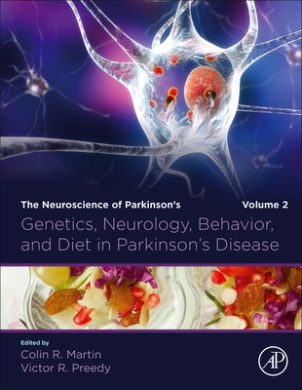 The Neuroscience of Parkinson's Volume 2
Genetics, Neurology, Behavior,
and Diet in Parkinson's Disease
Edited by
Colin R. Martin
Victor R. Preedy
AP